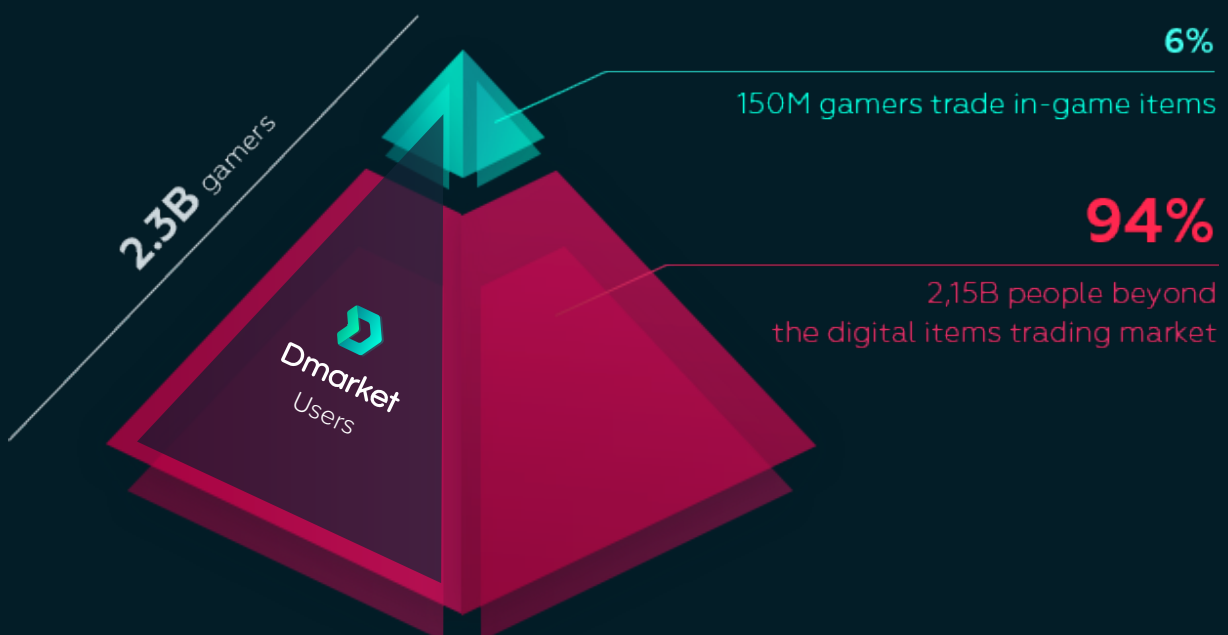 2.3B gamers
6%
150M gamers trade in-game items
94%
2,15B people beyond
the digital items trading market
Dmarket
Users